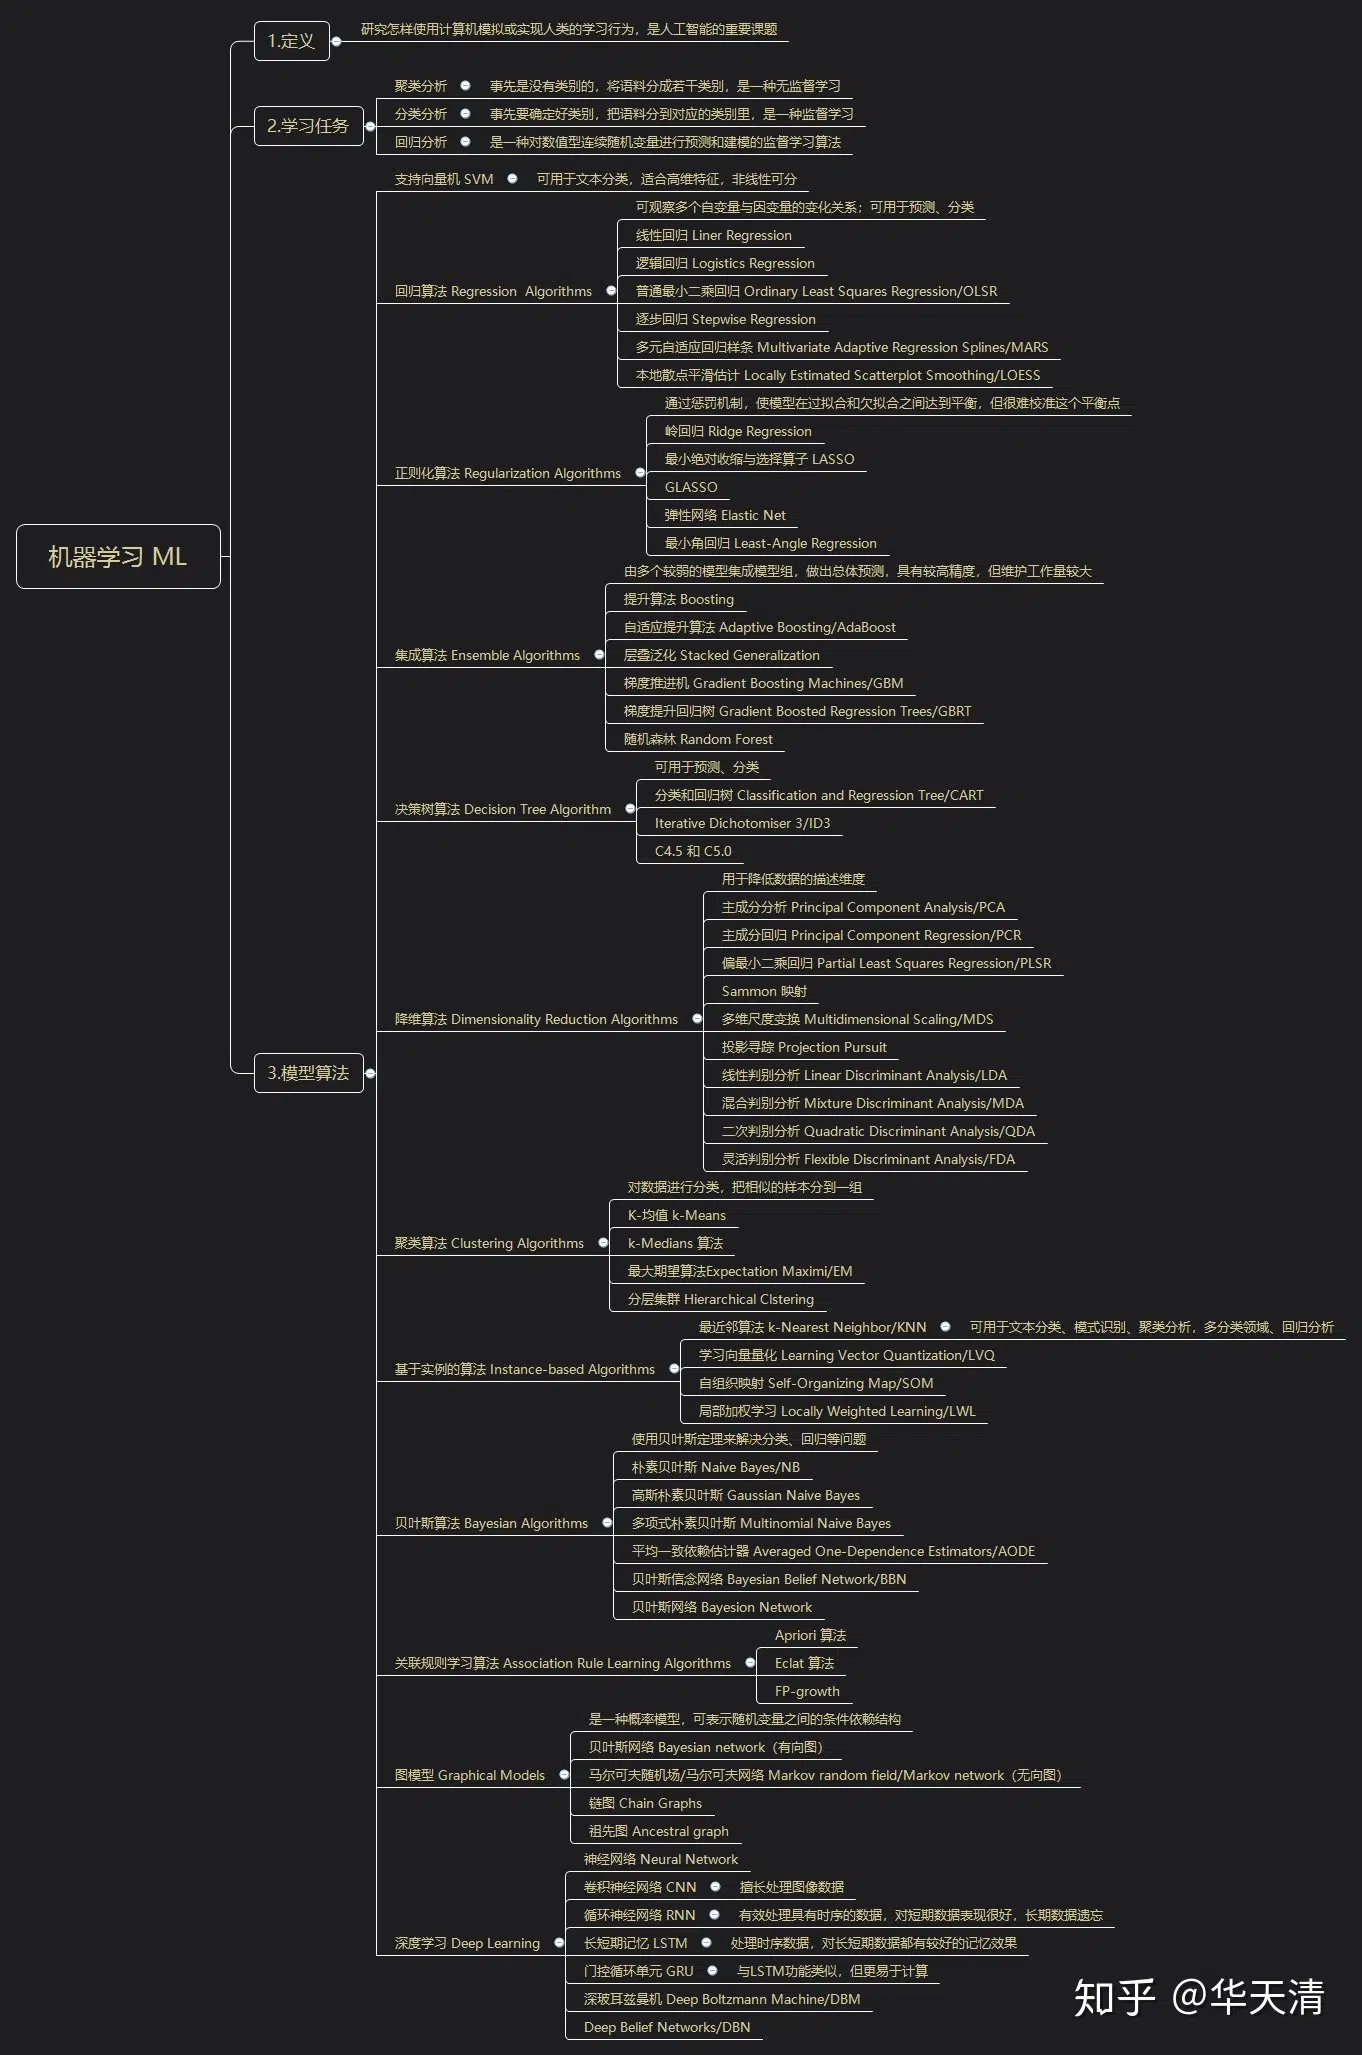 机器学习 ML
1.定义
研究怎样使用计算机模拟或实现人类的学习行为，是人工智能的重要课题
2.学习任务
聚类分析
事先是没有类别的，将语料分成若干类别，是一种无监督学习
分类分析
事先要确定好类别，把语料分到对应的类别里，是一种监督学习
回归分析
是一种对数值型连续随机变量进行预测和建模的监督学习算法
3.模型算法
支持向量机 SVM
可用于文本分类，适合高维特征，非线性可分
回归算法 Regression  Algorithms
可观察多个自变量与因变量的变化关系；可用于预测、分类
线性回归 Liner Regression
逻辑回归 Logistics Regression
普通最小二乘回归 Ordinary Least Squares Regression/OLSR
逐步回归 Stepwise Regression
多元自适应回归样条 Multivariate Adaptive Regression Splines/MARS
本地散点平滑估计 Locally Estimated Scatterplot Smoothing/LOESS
正则化算法 Regularization Algorithms
通过惩罚机制，使模型在过拟合和欠拟合之间达到平衡，但很难校准这个平衡点
岭回归 Ridge Regression
最小绝对收缩与选择算子 LASSO
GLASSO
弹性网络 Elastic Net
最小角回归 Least-Angle Regression
集成算法 Ensemble Algorithms
由多个较弱的模型集成模型组，做出总体预测，具有较高精度，但维护工作量较大
提升算法 Boosting
自适应提升算法 Adaptive Boosting/AdaBoost
层叠泛化 Stacked Generalization
梯度推进机 Gradient Boosting Machines/GBM
梯度提升回归树 Gradient Boosted Regression Trees/GBRT
随机森林 Random Forest
决策树算法 Decision Tree Algorithm
可用于预测、分类
分类和回归树 Classification and Regression Tree/CART
Iterative Dichotomiser 3/ID3
C4.5 和 C5.0
降维算法 Dimensionality Reduction Algorithms
用于降低数据的描述维度
主成分分析 Principal Component Analysis/PCA
主成分回归 Principal Component Regression/PCR
偏最小二乘回归 Partial Least Squares Regression/PLSR
Sammon 映射
多维尺度变换 Multidimensional Scaling/MDS
投影寻踪 Projection Pursuit
线性判别分析 Linear Discriminant Analysis/LDA
混合判别分析 Mixture Discriminant Analysis/MDA
二次判别分析 Quadratic Discriminant Analysis/QDA
灵活判别分析 Flexible Discriminant Analysis/FDA
聚类算法 Clustering Algorithms
对数据进行分类，把相似的样本分到一组
K-均值 k-Means
k-Medians 算法
最大期望算法Expectation Maximi/EM
分层集群 Hierarchical Clstering
基于实例的算法 Instance-based Algorithms
最近邻算法 k-Nearest Neighbor/KNN
可用于文本分类、模式识别、聚类分析，多分类领域、回归分析
学习向量量化 Learning Vector Quantization/LVQ
自组织映射 Self-Organizing Map/SOM
局部加权学习 Locally Weighted Learning/LWL
贝叶斯算法 Bayesian Algorithms
使用贝叶斯定理来解决分类、回归等问题
朴素贝叶斯 Naive Bayes/NB
高斯朴素贝叶斯 Gaussian Naive Bayes
多项式朴素贝叶斯 Multinomial Naive Bayes
平均一致依赖估计器 Averaged One-Dependence Estimators/AODE
贝叶斯信念网络 Bayesian Belief Network/BBN
贝叶斯网络 Bayesion Network
关联规则学习算法 Association Rule Learning Algorithms
Apriori 算法
Eclat 算法
FP-growth
图模型 Graphical Models
是一种概率模型，可表示随机变量之间的条件依赖结构
贝叶斯网络 Bayesian network（有向图）
马尔可夫随机场/马尔可夫网络 Markov random field/Markov network（无向图）
链图 Chain Graphs
祖先图 Ancestral graph
深度学习 Deep Learning
神经网络 Neural Network
卷积神经网络 CNN
擅长处理图像数据
循环神经网络 RNN
有效处理具有时序的数据，对短期数据表现很好，长期数据遗忘
长短期记忆 LSTM
处理时序数据，对长短期数据都有较好的记忆效果
门控循环单元 GRU
与LSTM功能类似，但更易于计算
深玻耳兹曼机 Deep Boltzmann Machine/DBM
Deep Belief Networks/DBN
知乎 @华天清